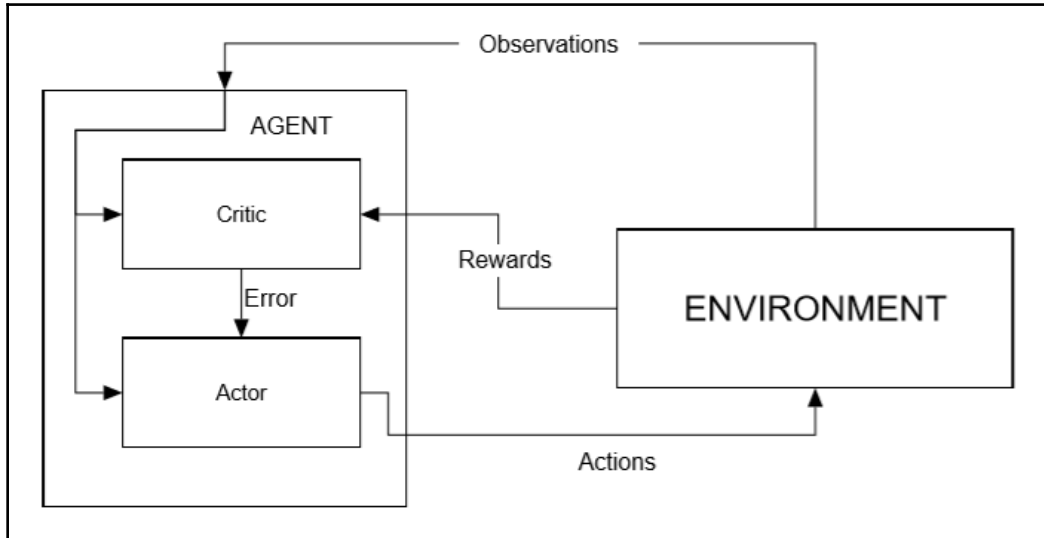 Observations
AGENT
Critic
Rewards
Error
ENVIRONMENT
Actor
Actions